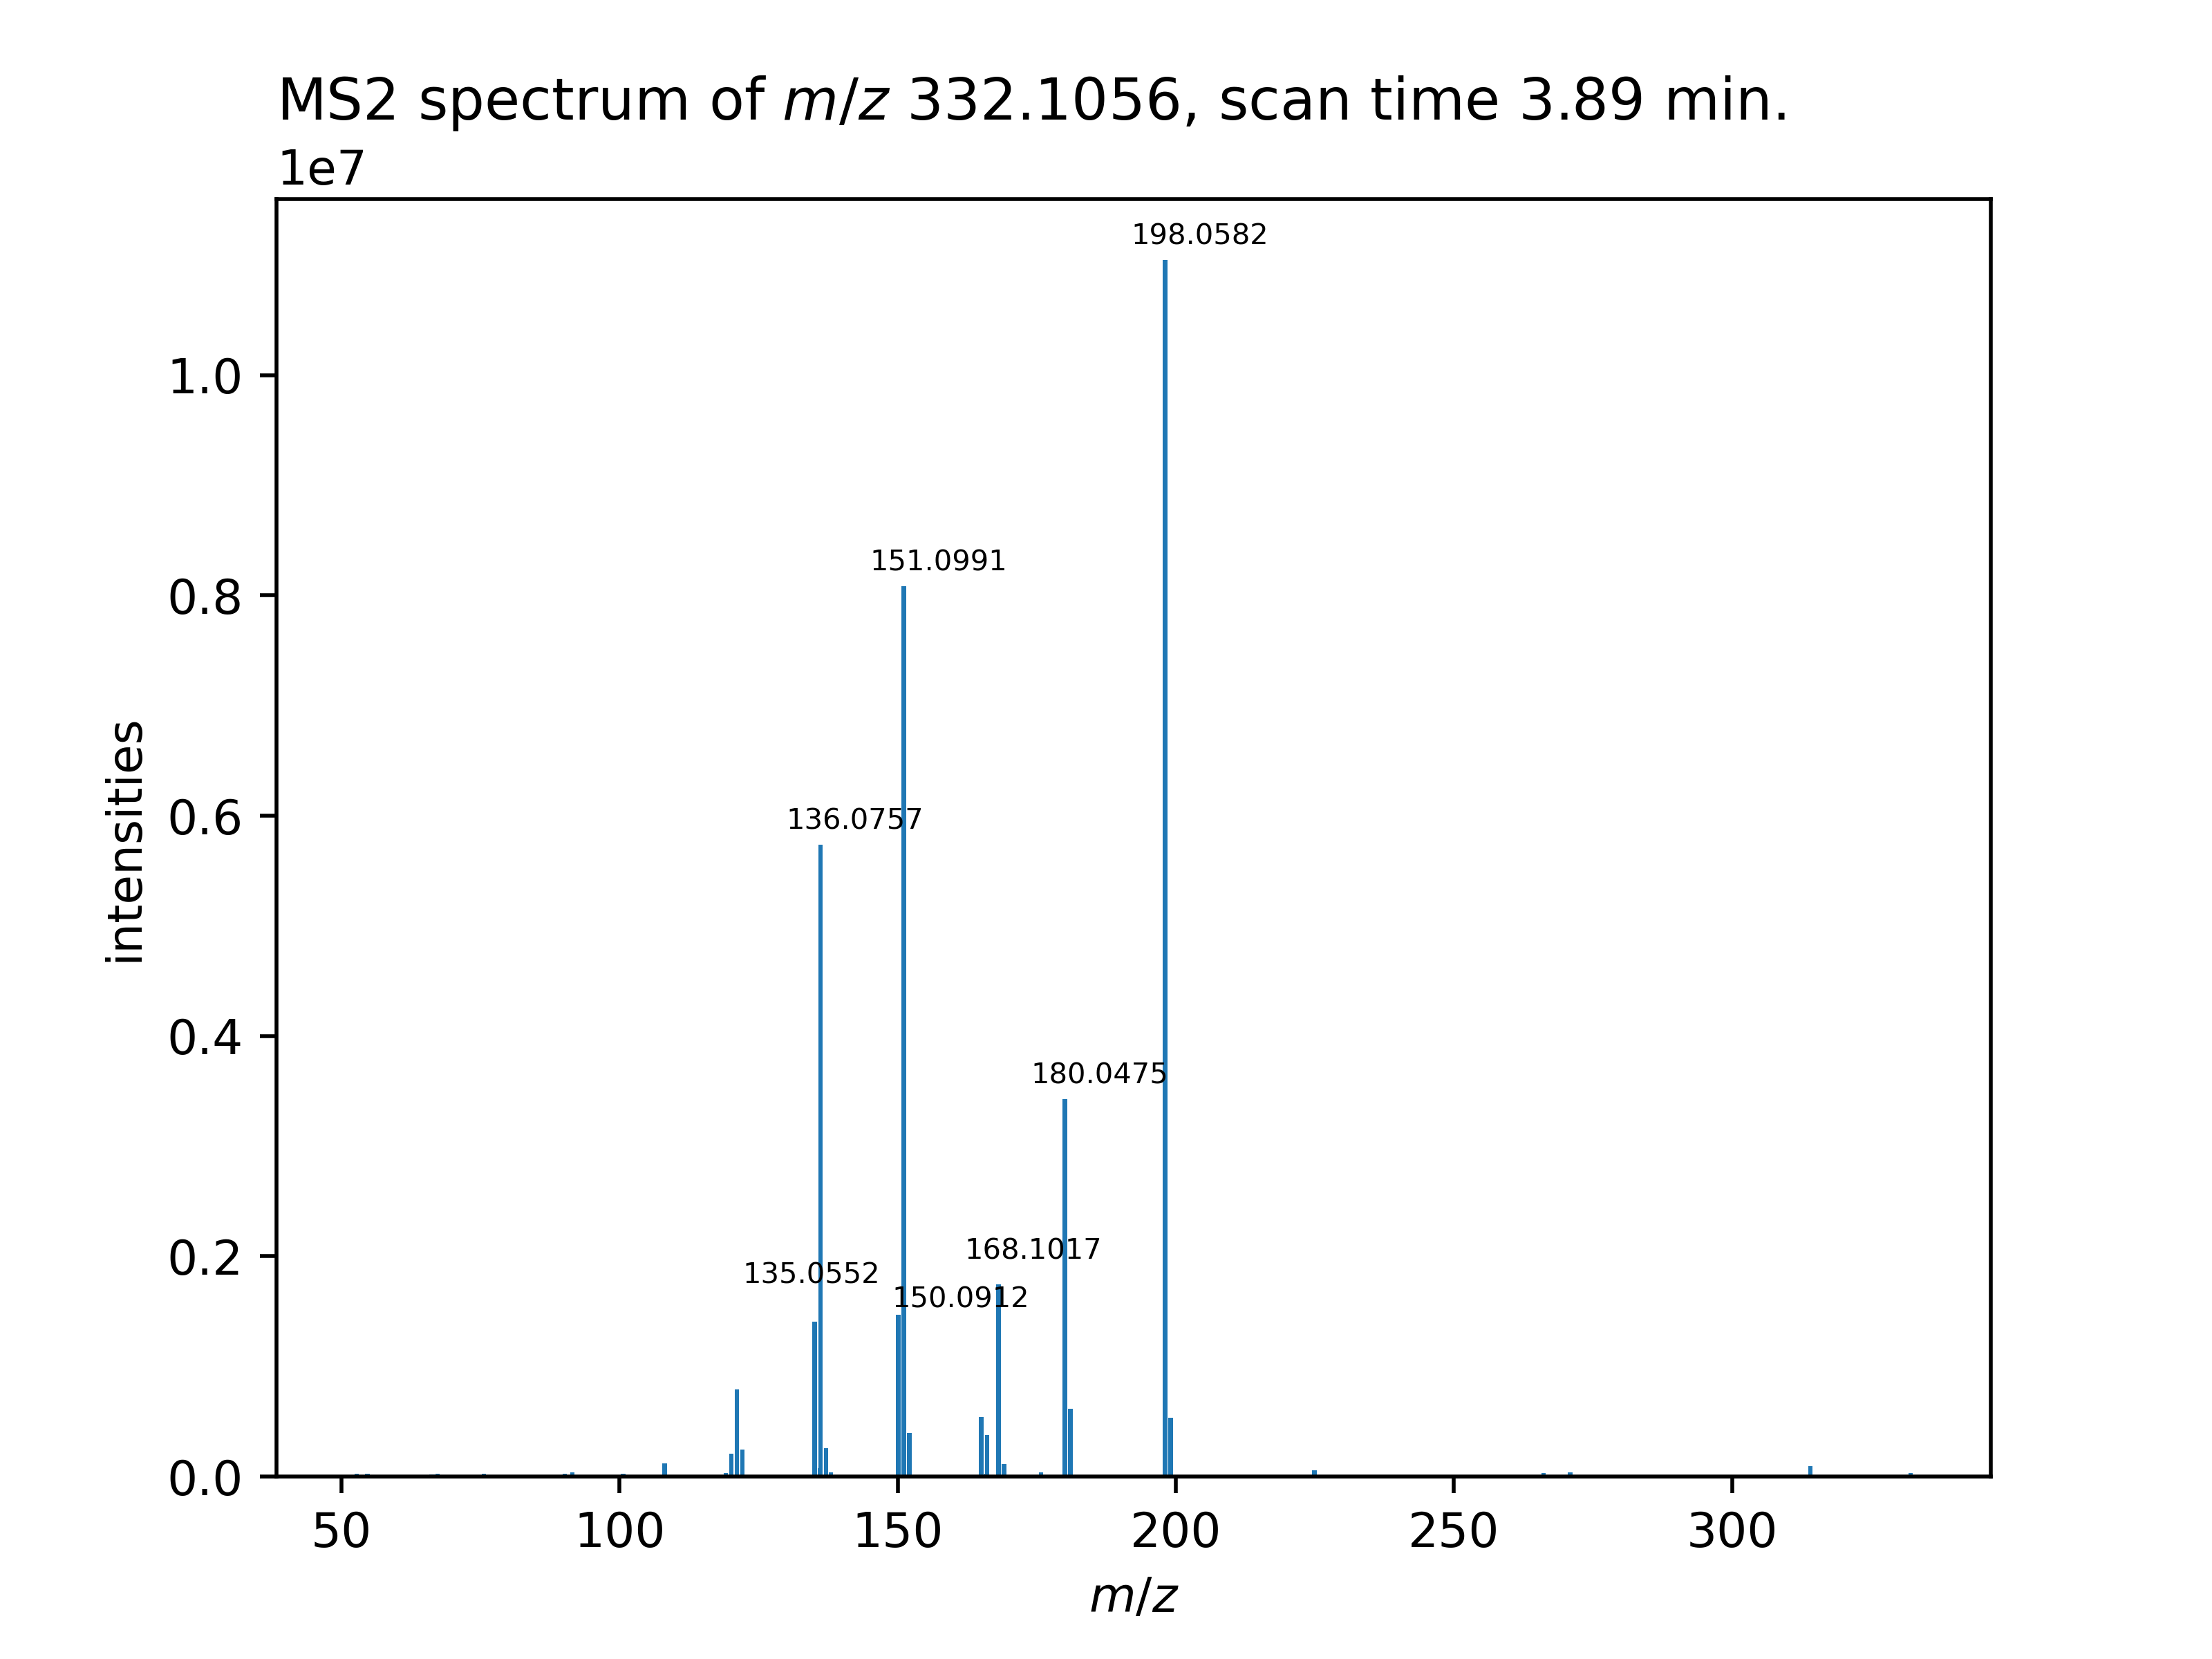 MS2 spectrum of m/z 332.1056, scan time 3.89 min.
1e7
198.0582
1.0
151.0991
0.8
136.0757
0.6
intensities
180.0475
0.4
168.1017
0.2
135.0552
150.0912
0.0
50 100 150 200 250 300
m/z